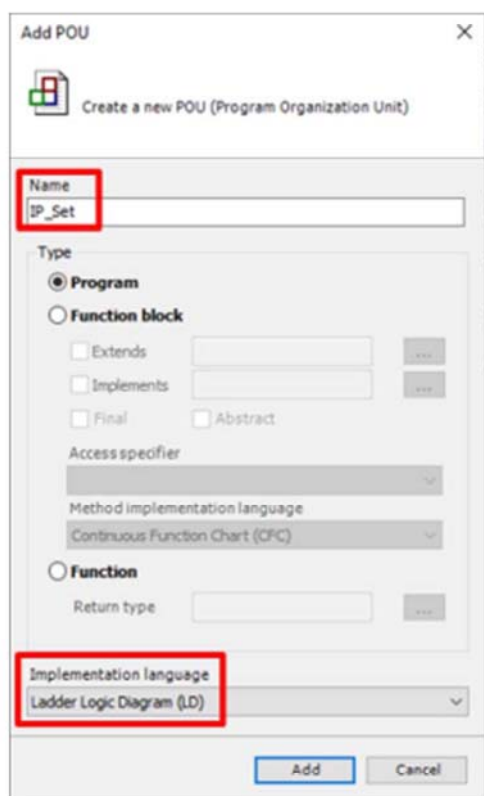 Add POU
Create a new POU (Program Organization Unit)
Name
IP_Set
Type
Program
Function block
Extends
...
Implements
...
Final Abstract
Access specifier
Method implementation language
Continuous Function Chart (CFC)
Function
Return type
...
Implementation language
Ladder Logic Diagram (LD)
Add Cancel